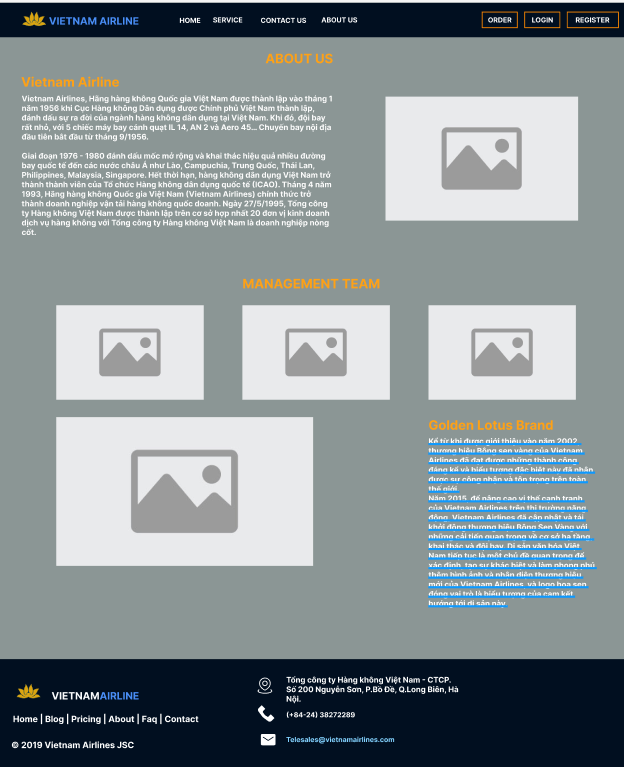 VIETNAM AIRLINE
HOME
SERVICE
CONTACT US
ABOUT US
ORDER
LOGIN
REGISTER
ABOUT US
Vietnam Airline
Vietnam Airlines, Hãng hàng không Quốc gia Việt Nam được thành lập vào tháng 1
năm 1956 khi Cục Hàng không Dân dụng được Chính phủ Việt Nam thành lập,
đánh dấu sự ra đời của ngành hàng không dân dụng tại Việt Nam. Khi đó, đội bay
rất nhỏ, với 5 chiếc máy bay cánh quạt IL 14, AN 2 và Aero 45... Chuyến bay nội địa
đầu tiên bắt đầu từ tháng 9/1956.
Giai đoạn 1976 - 1980 đánh dấu mốc mở rộng và khai thác hiệu quả nhiều đường
bay quốc tế đến các nước châu Á như Lào, Campuchia, Trung Quốc, Thái Lan,
Philippines, Malaysia, Singapore. Hết thời hạn, hàng không dân dụng Việt Nam trở
thành thành viên của Tổ chức Hàng không dân dụng quốc tế (ICAO). Tháng 4 năm
1993, Hãng hàng không Quốc gia Việt Nam (Vietnam Airlines) chính thức trở
thành doanh nghiệp vận tải hàng không quốc doanh. Ngày 27/5/1995, Tổng công
ty Hàng không Việt Nam được thành lập trên cơ sở hợp nhất 20 đơn vị kinh doanh
dịch vụ hàng không với Tổng công ty Hàng không Việt Nam là doanh nghiệp nòng
cốt.
MANAGEMENT TEAM
Golden Lotus Brand
Kể từ khi được giới thiệu vào năm 2002,
thương hiệu Bông sen vàng của Vietnam
Airlines đã đạt được những thành công
đáng kể và biểu tượng đặc biệt này đã nhận
được sự công nhận và tôn trọng trên toàn
thế giới.
Năm 2015, để nâng cao vị thế cạnh tranh
của Vietnam Airlines trên thị trường năng
động, Vietnam Airlines đã cập nhật và tái
khởi động thương hiệu Bông Sen Vàng với
những cải tiến quan trọng về cơ sở hạ tầng
khai thác và đội bay. Di sản văn hóa Việt
Nam tiếp tục là một chủ đề quan trọng để
xác định, tạo sự khác biệt và làm phong phú
thêm hình ảnh và nhận diện thương hiệu
mới của Vietnam Airlines, và logo hoa sen
đóng vai trò là biểu tượng của cam kết
hướng tới di sản này.
VIETNAMAIRLINE
Home | Blog | Pricing | About | Faq | Contact
© 2019 Vietnam Airlines JSC
Tổng công ty Hàng không Việt Nam - CTCP.
Số 200 Nguyễn Sơn, P.Bồ Đề, Q.Long Biên, Hà
Nội.
(+84-24) 38272289
Telesales@vietnamairlines.com